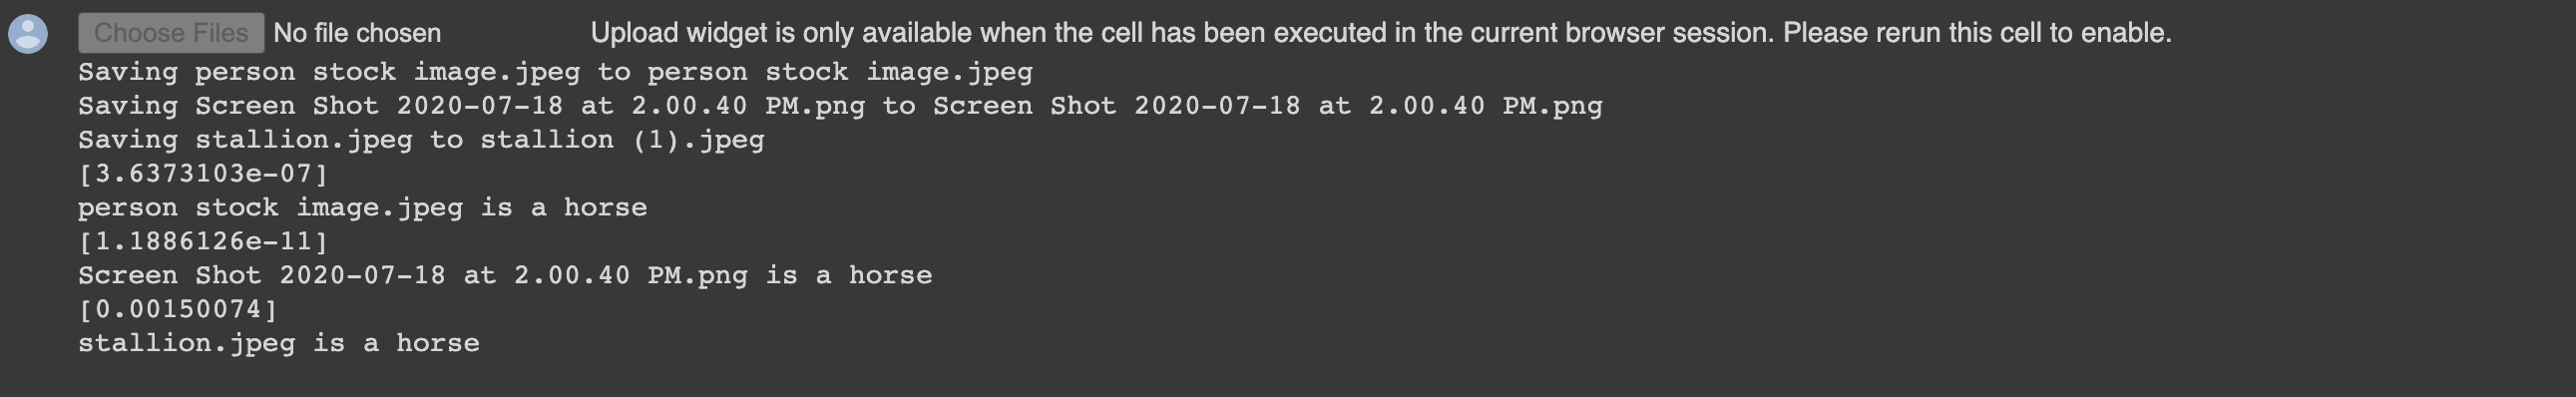 Choose Files No file chosen Upload widget is only available when the cell has been executed in the current browser session. Please rerun this cell to enable.
Saving person stock image.jpeg to person stock image.jpeg
Saving Screen Shot 2020-07-18 at 2.00.40 PM.png to Screen Shot 2020-07-18 at 2.00.40 PM.png
Saving stallion.jpeg to stallion (1).jpeg
[3.6373103e-07]
person stock image.jpeg is a horse
[1.1886126e-11]
Screen Shot 2020-07-18 at 2.00.40 PM.png is a horse
[0.00150074]
stallion.jpeg is a horse